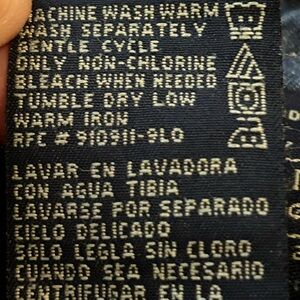 MACHINE WASH WARM
WASH SEPARATELY
GENTLE CYCLE
ONLY NON-CHLORINE
BLEACH WHEN NEEDED
TUMBLE DRY LOW
WARM IRON
RFC # 910911-9L0
LAVAR EN LAVADORA
CON AGUA TIBIA
LAVARSE POR SEPARADO
CICLO DELICADO
SOLO LEGIA SIN CLORO
CUANDO SEA NECESARIO
CENTRIFUGAR EN LA